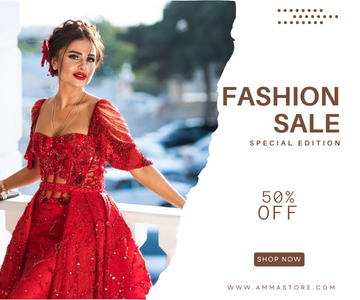 FASHION
SALE
SPECIAL EDITION
50%
OFF
SHOP NOW
WWW.AMMASTORE.COM